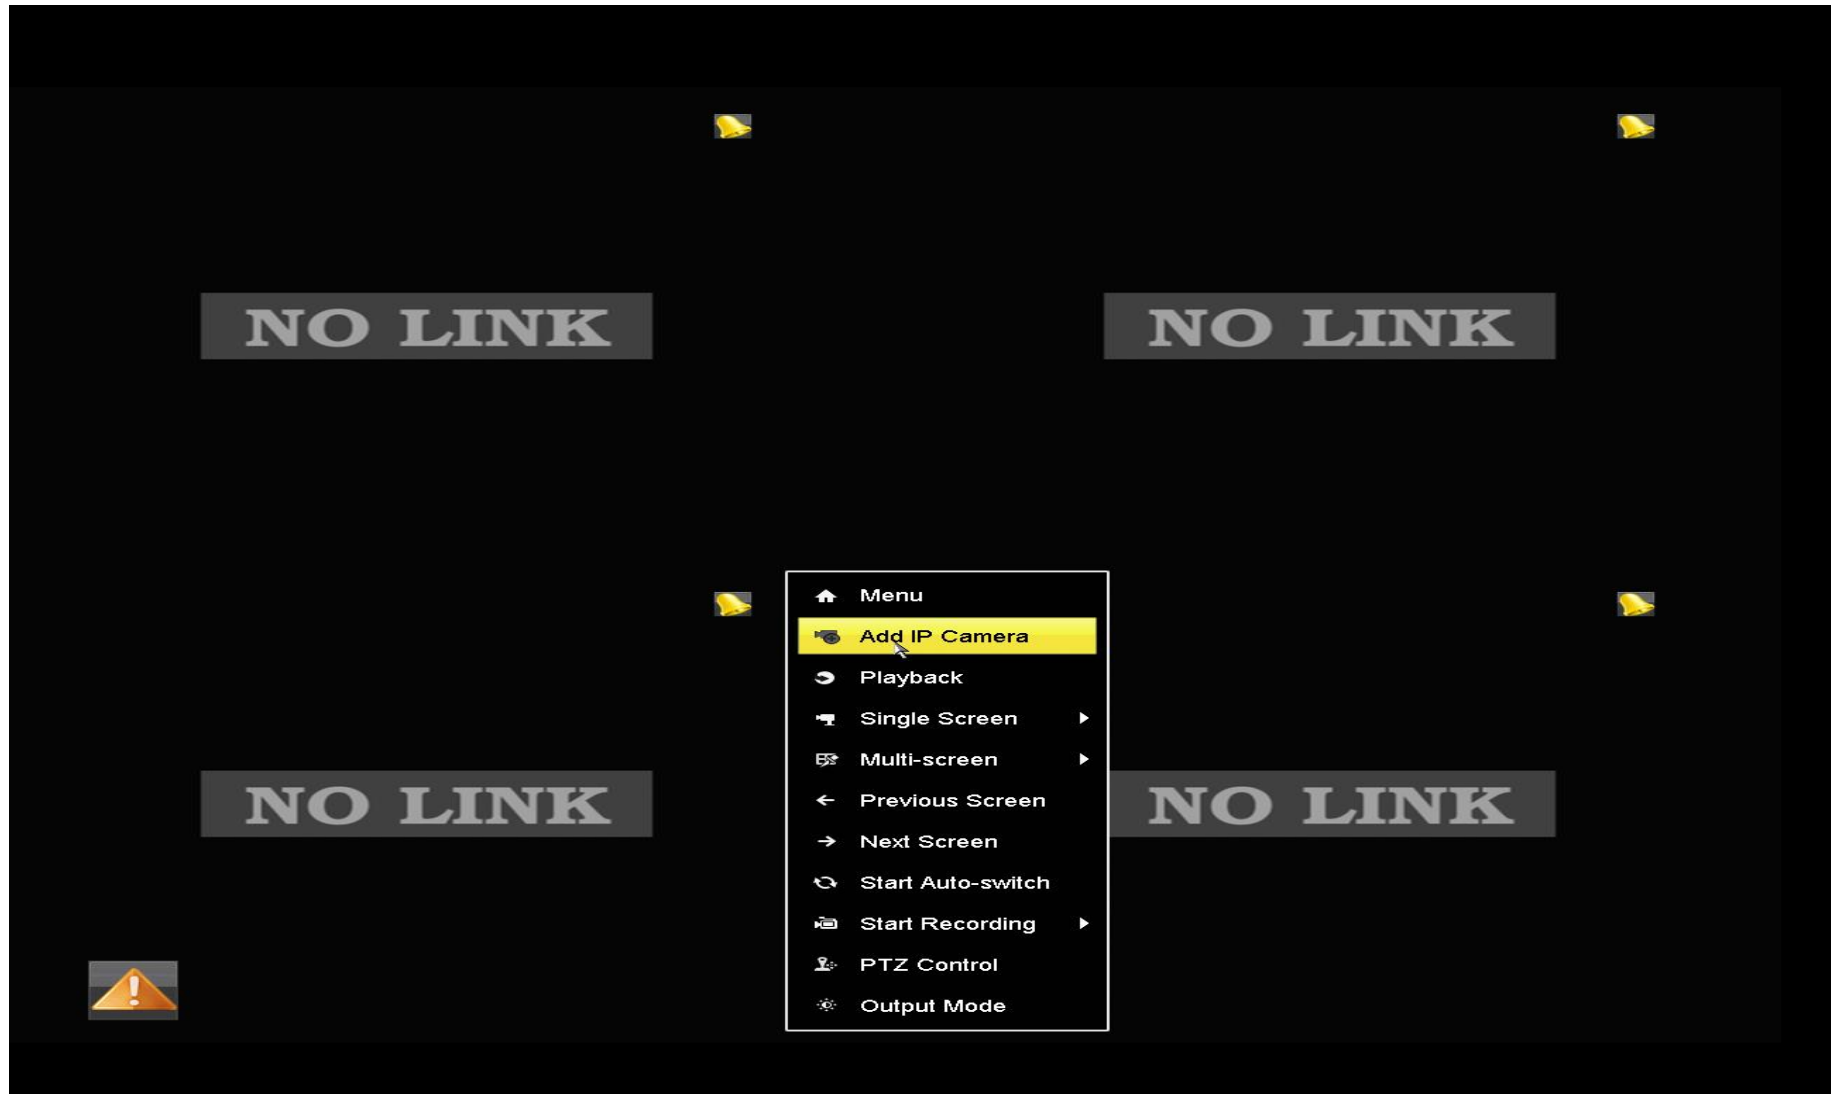 NO LINK
NO LINK
Menu
Add IP Camera
Playback
Single Screen
Multi-screen
Previous Screen
Next Screen
Start Auto-switch
Start Recording
PTZ Control
Output Mode
NO LINK
NO LINK